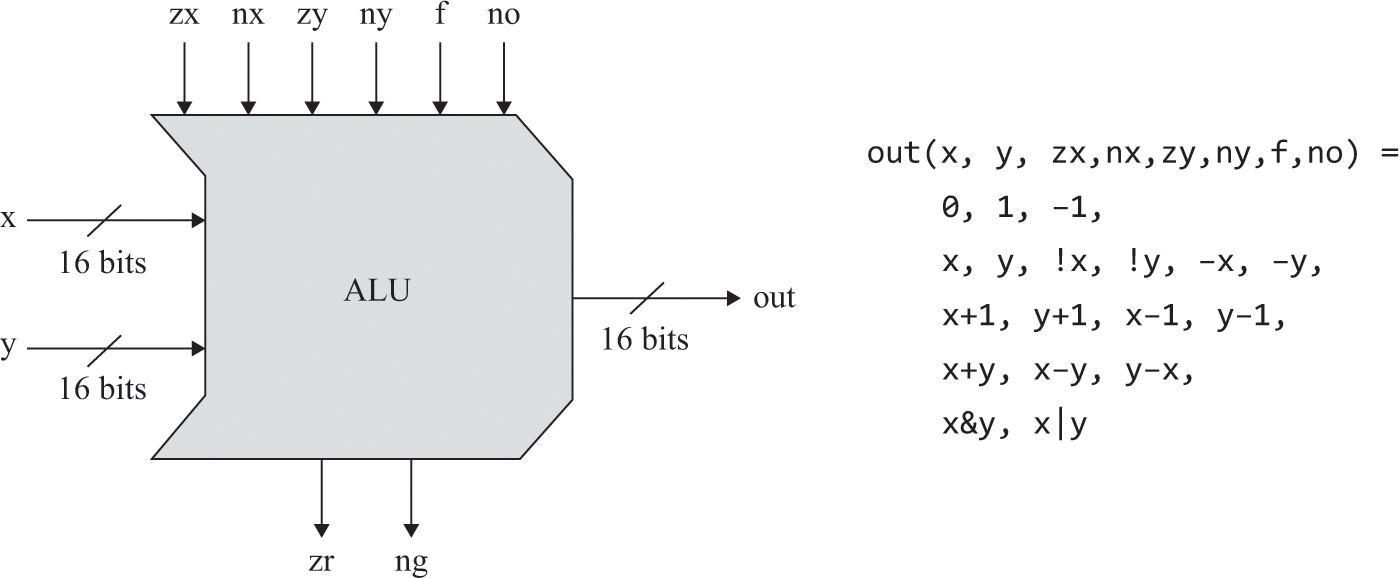 zx nx zy ny f no
x
16 bits
y
16 bits
ALU
out
16 bits
zr ng
out(x, y, zx,nx,zy,ny,f,no) =
0, 1, −1,
x, y, !x, !y, −x, −y,
x+1, y+1, x−1, y−1,
x+y, x−y, y−x,
x&y, x|y